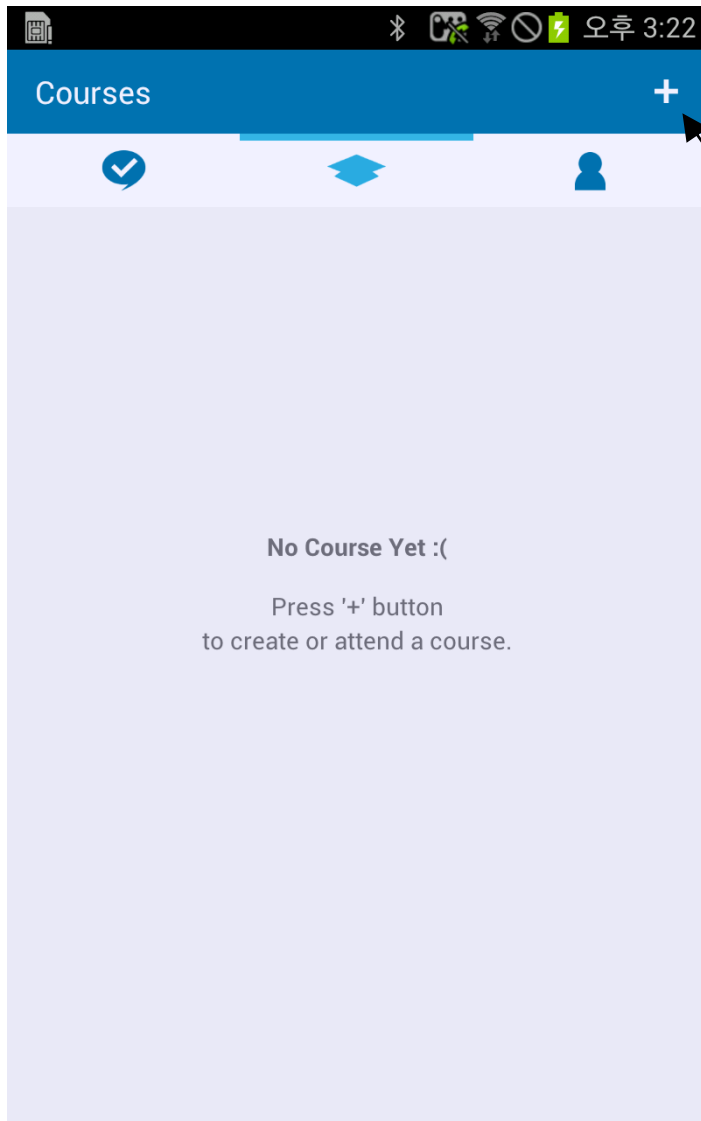 오후 3:22
Courses +
No Course Yet :(
Press '+' button
to create or attend a course.